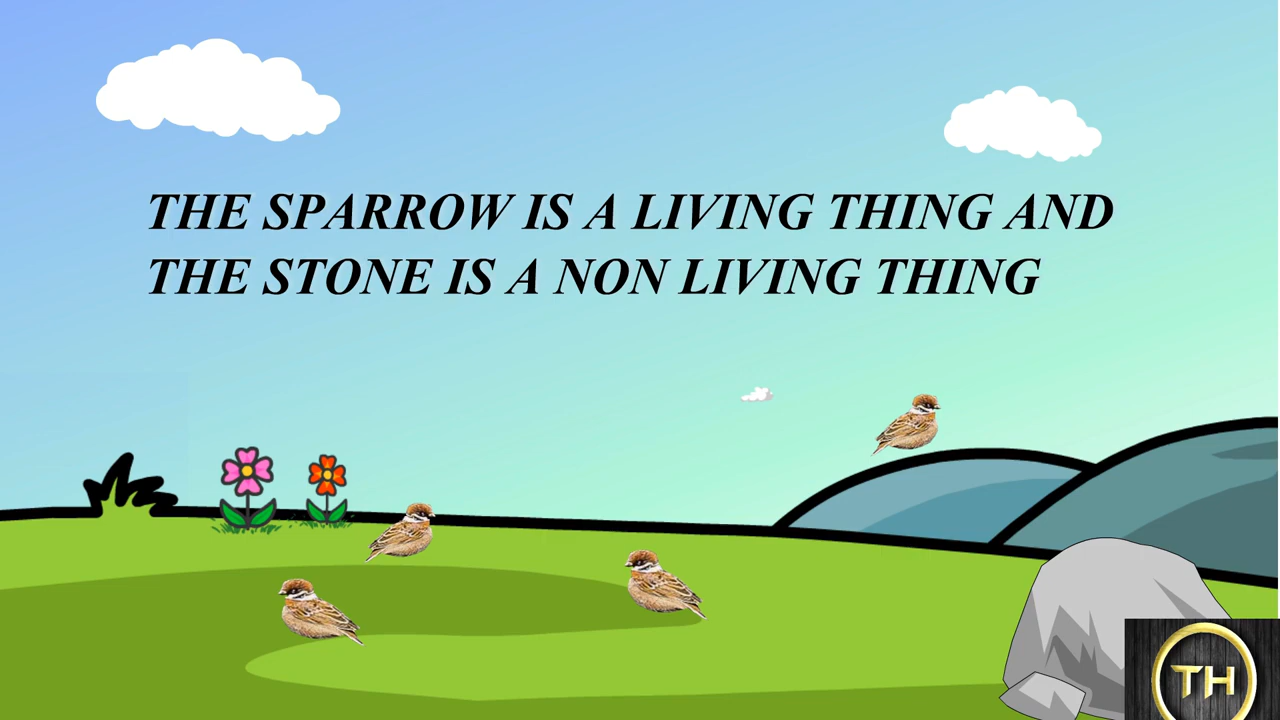 THE SPARROW IS A LIVING THING AND
THE STONE IS A NON LIVING THING
TH